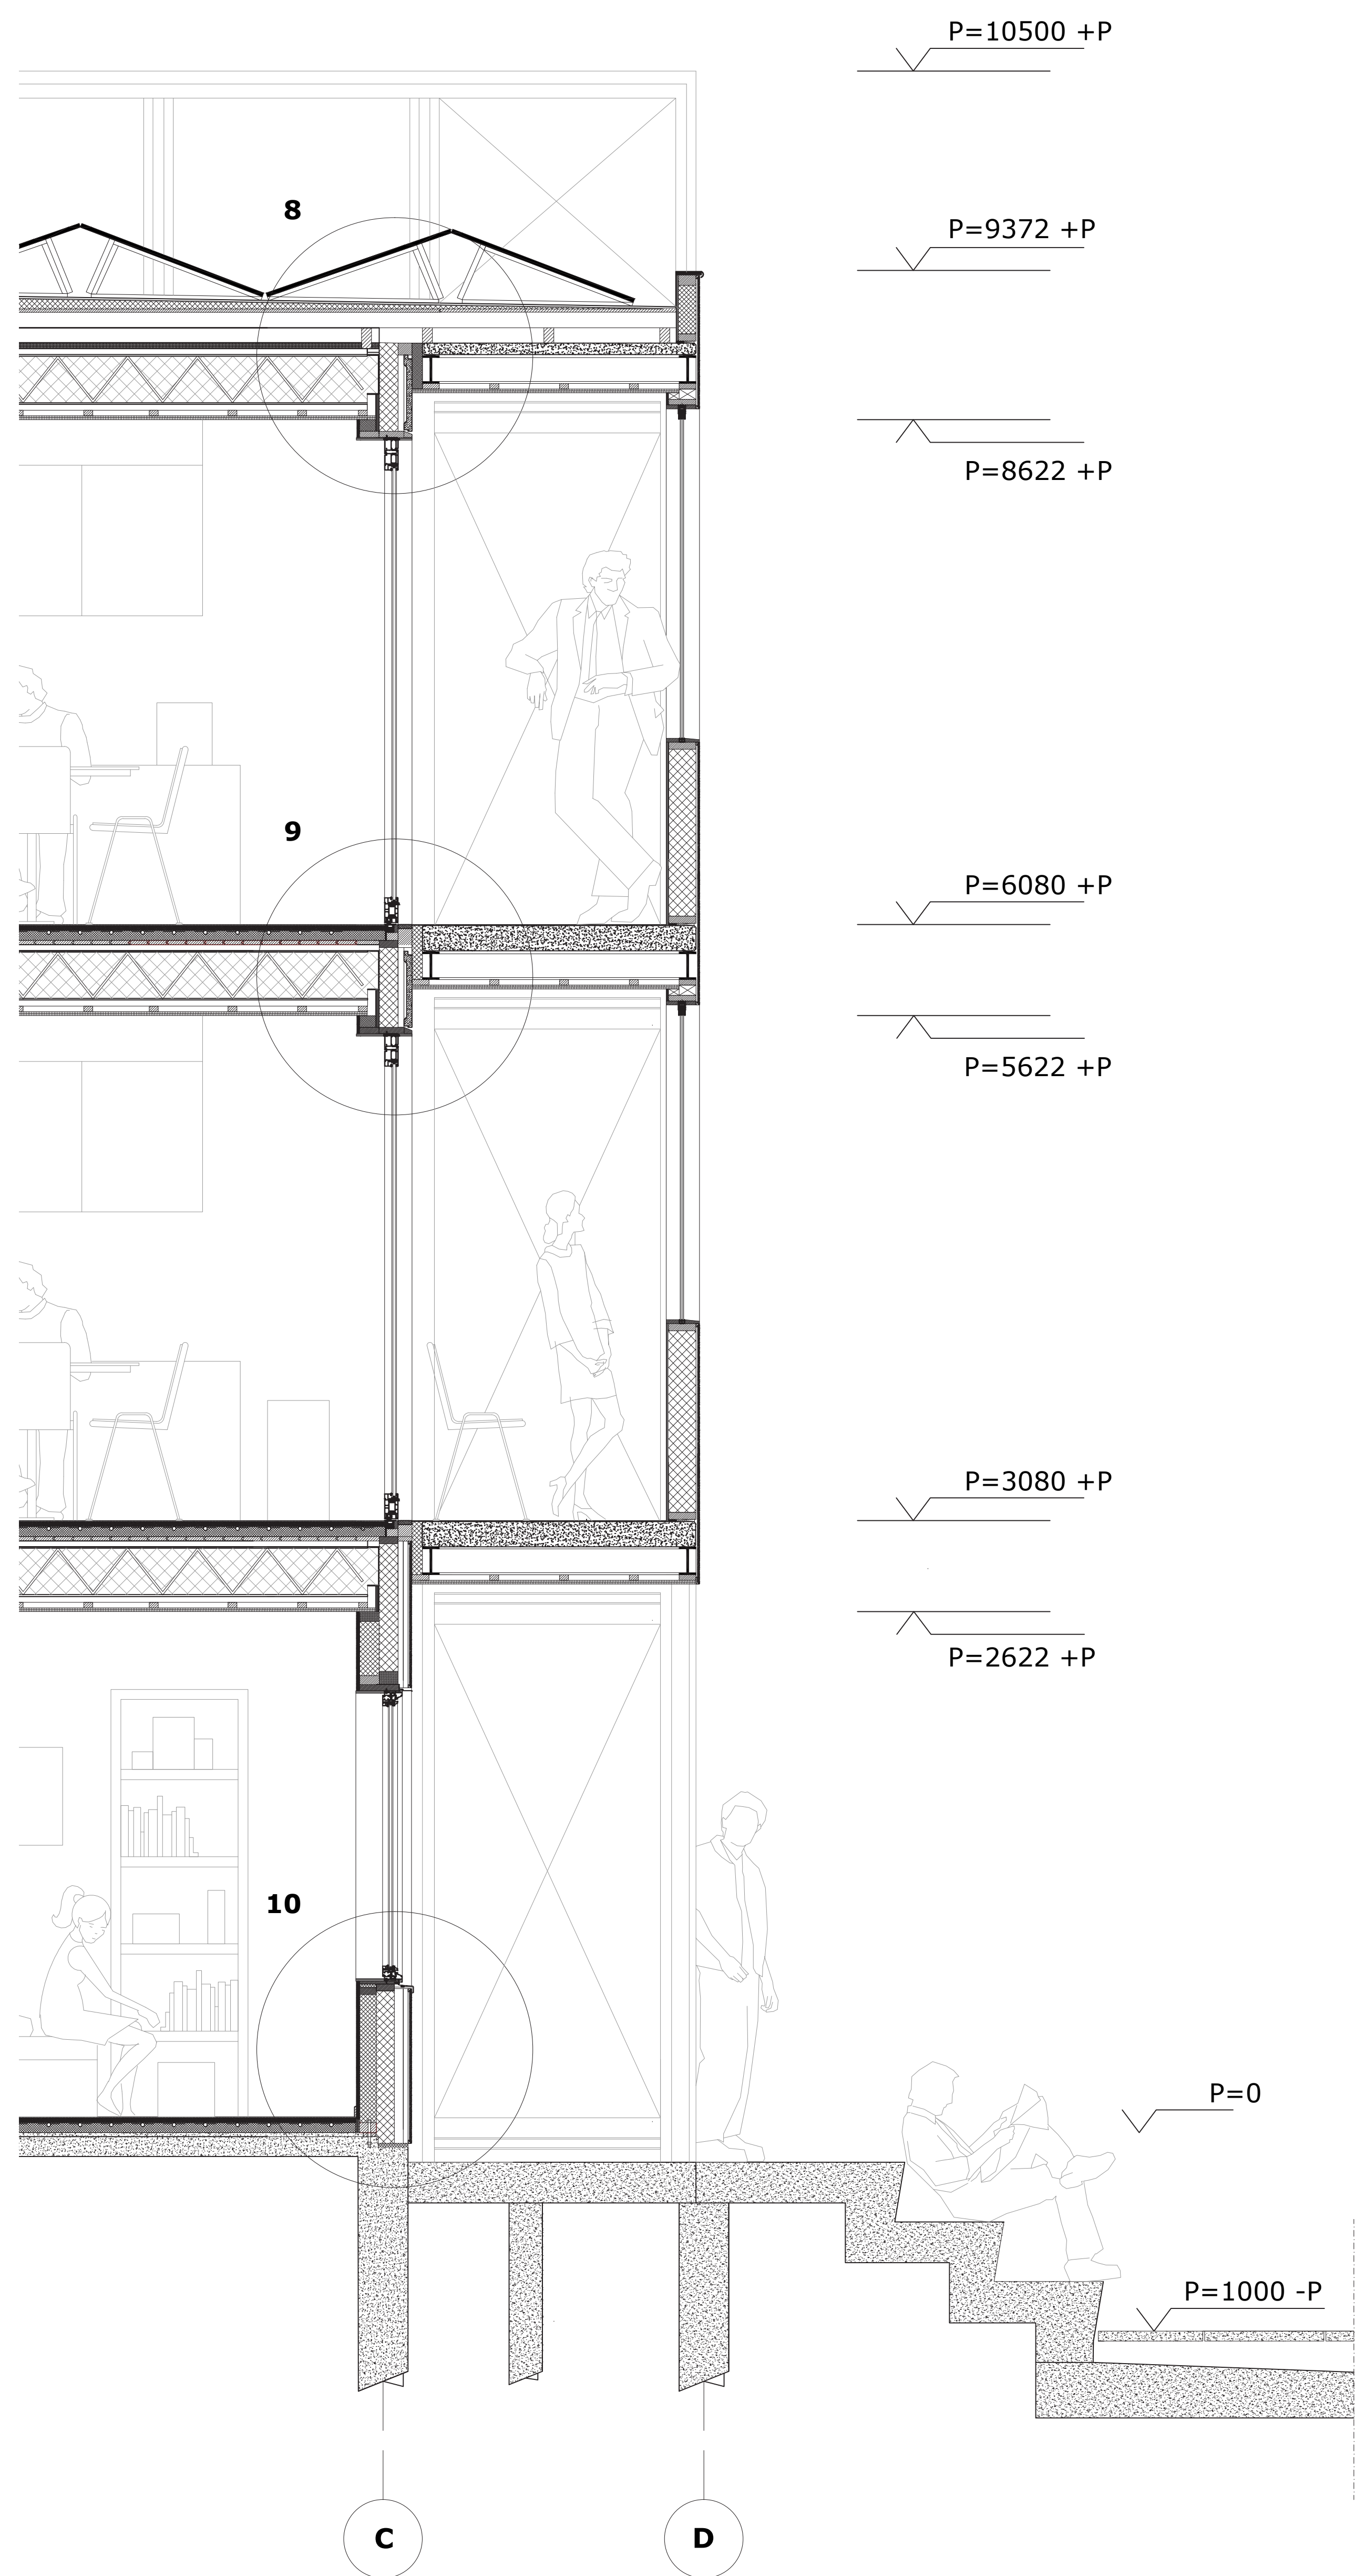 P=10500 +P
8
P=9372 +P
P=8622 +P
9
P=6080 +P
P=5622 +P
P=3080 +P
P=2622 +P
10
P=0
P=1000 -P
C
D